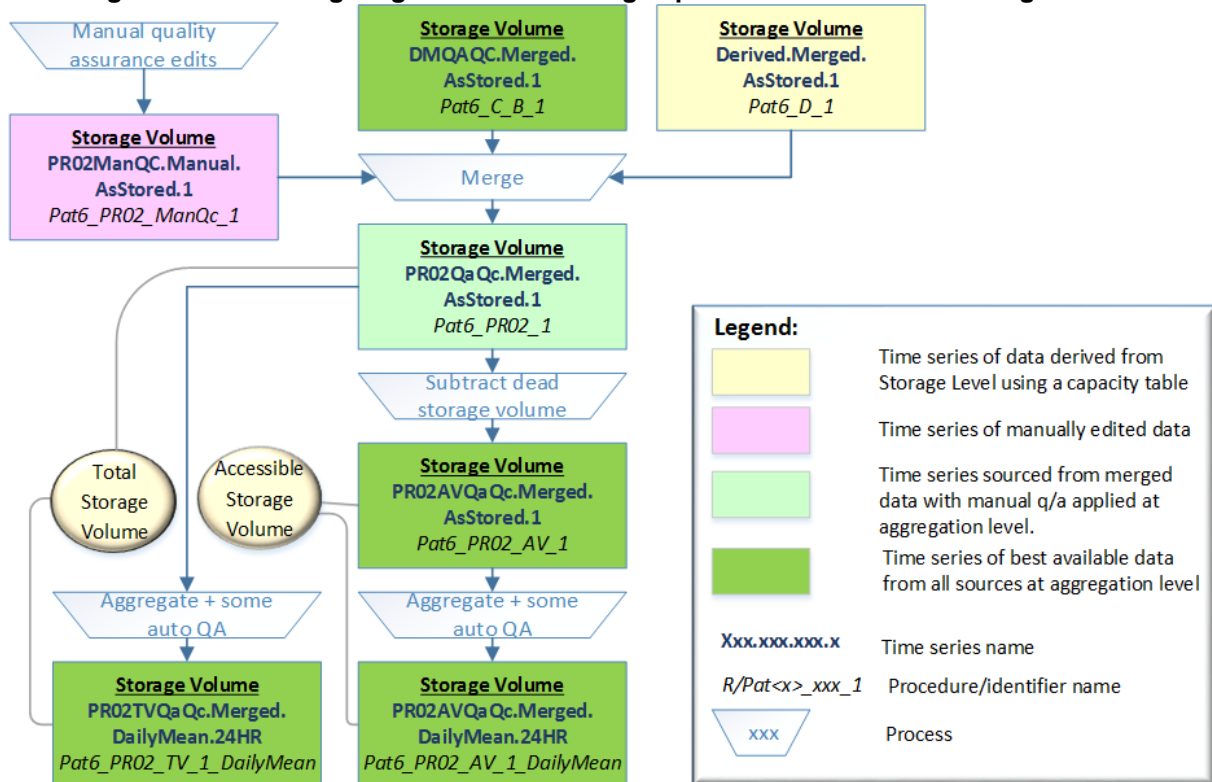 Manual quality
assurance edits
Storage Volume
DMQAQC.Merged.
AsStored.1
Pat6_C_B_1
Storage Volume
Derived.Merged.
AsStored.1
Pat6_D_1
Storage Volume
PR02ManQC.Manual.
AsStored.1
Pat6_PR02_ManQc_1
Merge
Storage Volume
PR02QaQc.Merged.
AsStored.1
Pat6_PR02_1
Subtract dead
storage volume
Total
Storage
Volume
Accessible
Storage
Volume
Storage Volume
PR02AVQaQc.Merged.
AsStored.1
Pat6_PR02_AV_1
Aggregate + some
auto QA
Aggregate + some
auto QA
Storage Volume
PR02TVQaQc.Merged.
DailyMean.24HR
Pat6_PR02_TV_1_DailyMean
Storage Volume
PR02AVQaQc.Merged.
DailyMean.24HR
Pat6_PR02_AV_1_DailyMean
Legend:
Time series of data derived from
Storage Level using a capacity table
Time series of manually edited data
Time series sourced from merged
data with manual q/a applied at
aggregation level.
Time series of best available data
from all sources at aggregation level
Xxx.xxx.xxx.x
Time series name
R/Pat<x>_xxx_1
Procedure/identifier name
xxx
Process